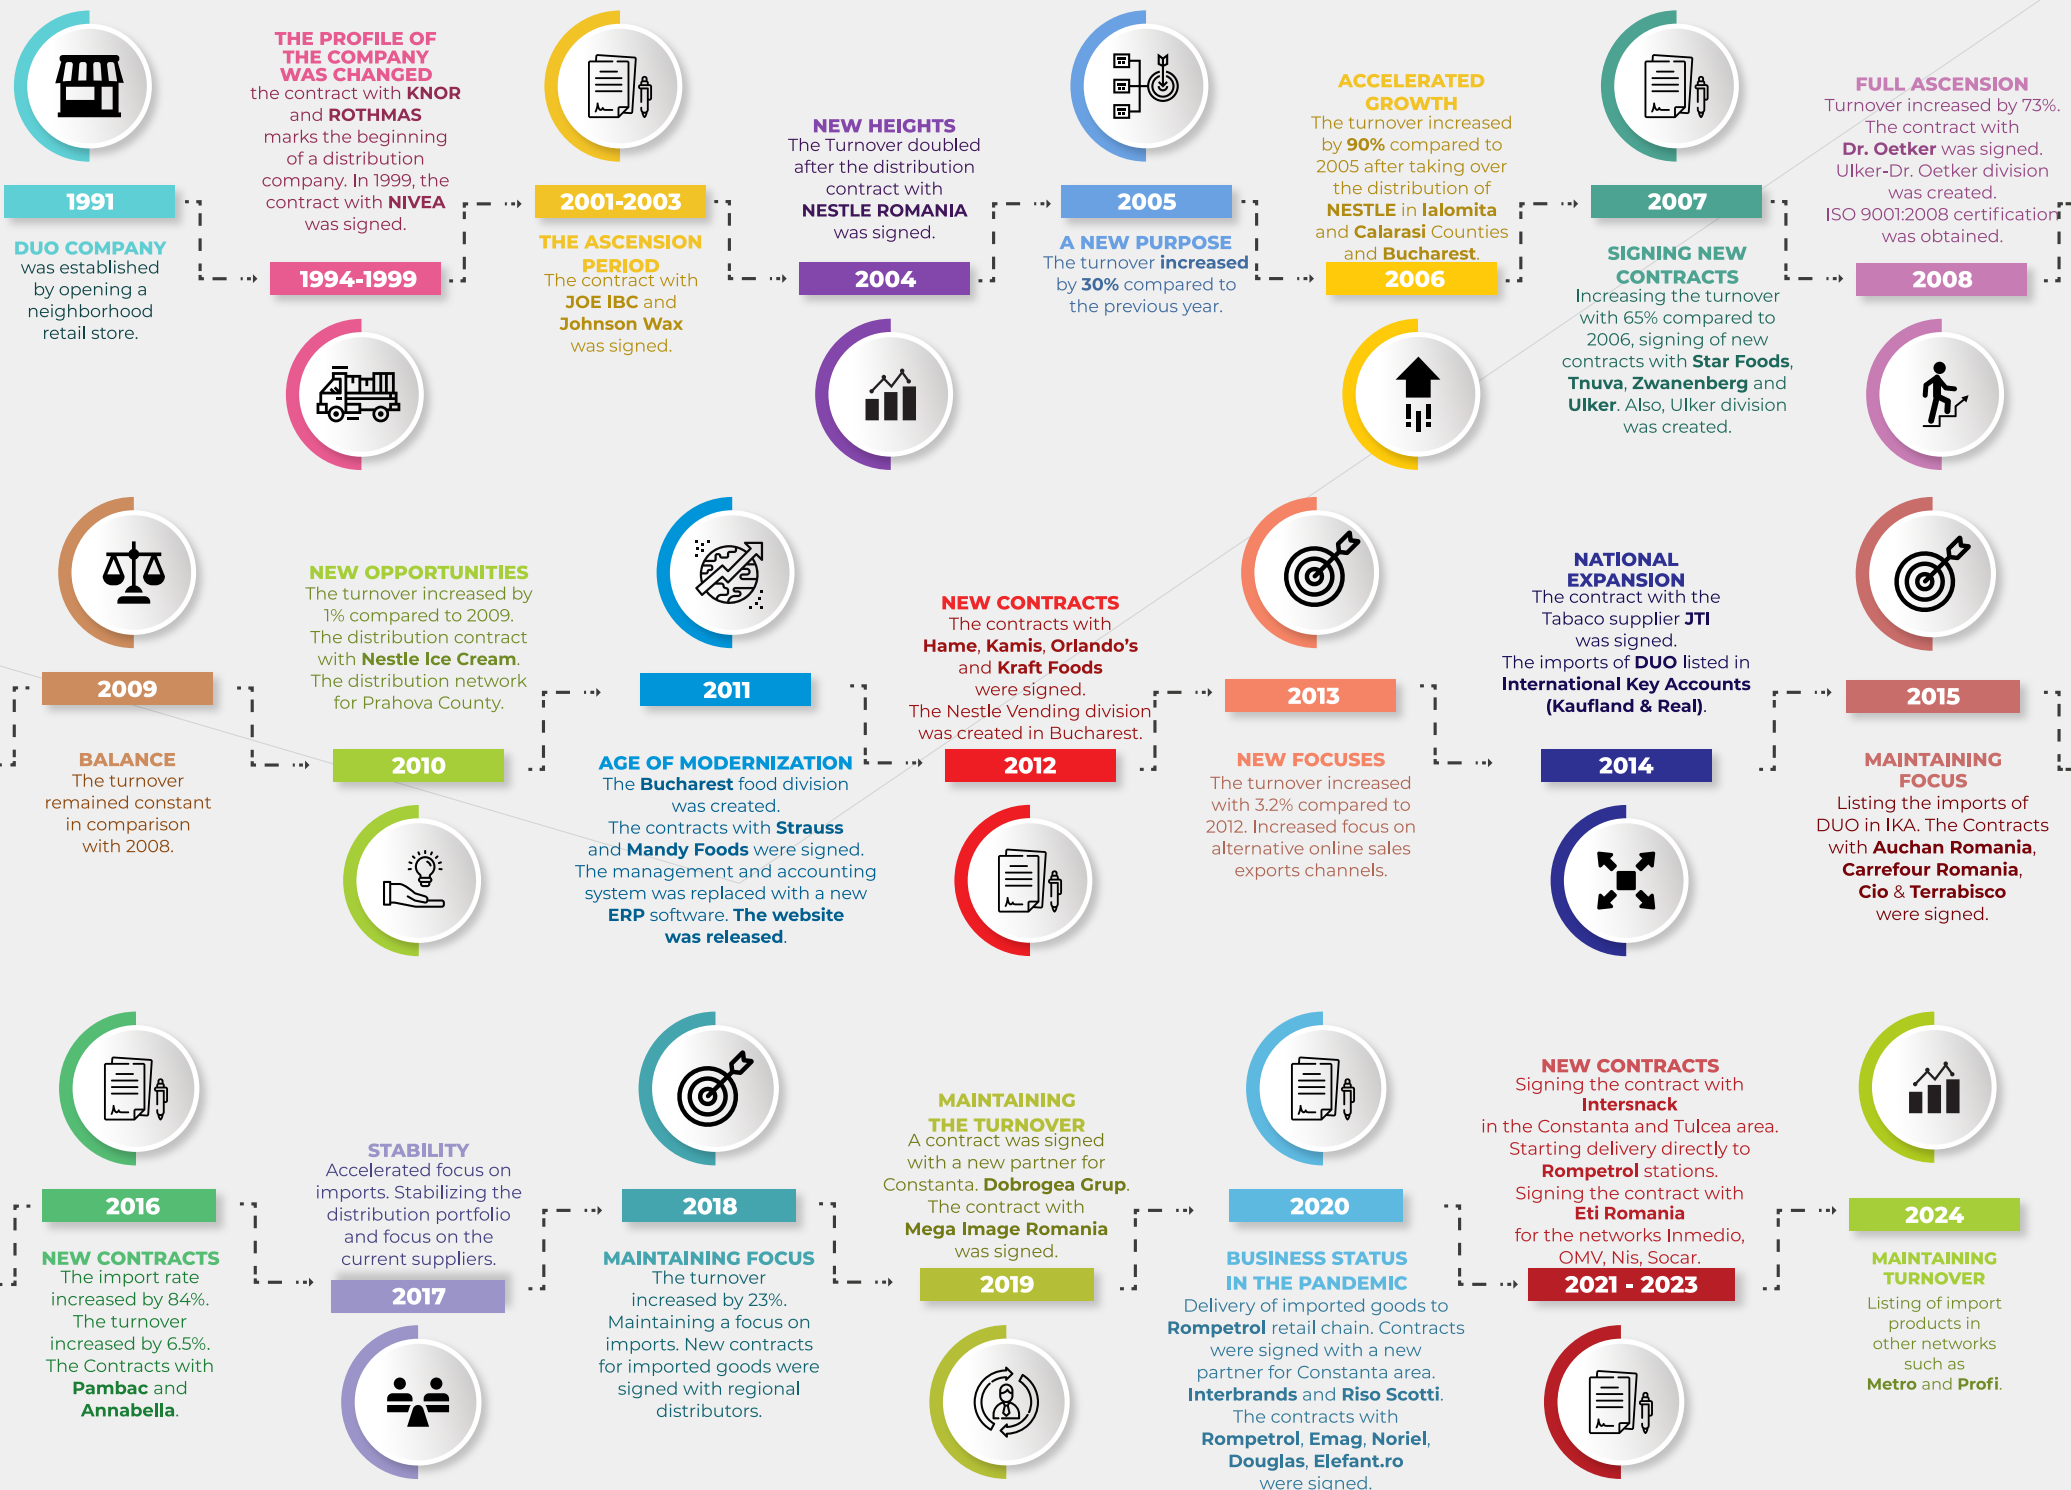 1991
DUO COMPANY
was established
by opening a
neighborhood
retail store.
THE PROFILE OF
THE COMPANY
WAS CHANGED
the contract with KNOR
and ROTHMAS
marks the beginning
of a distribution
company. In 1999, the
contract with NIVEA
was signed.
1994-1999
2001-2003
THE ASCENSION
PERIOD
The contract with
JOE IBC and
Johnson Wax
was signed.
NEW HEIGHTS
The Turnover doubled
after the distribution
contract with
NESTLE ROMANIA
was signed.
2004
2005
A NEW PURPOSE
The turnover increased
by 30% compared to
the previous year.
ACCELERATED
GROWTH
The turnover increased
by 90% compared to
2005 after taking over
the distribution of
NESTLE in Ialomita
and Calarasi Counties
and Bucharest.
2006
2007
SIGNING NEW
CONTRACTS
Increasing the turnover
with 65% compared to
2006, signing of new
contracts with Star Foods,
Tnuva, Zwanenberg and
Ulker. Also, Ulker division
was created.
FULL ASCENSION
Turnover increased by 73%.
The contract with
Dr. Oetker was signed.
Ulker-Dr. Oetker division
was created.
ISO 9001:2008 certification
was obtained.
2008
2009
BALANCE
The turnover
remained constant
in comparison
with 2008.
NEW OPPORTUNITIES
The turnover increased by
1% compared to 2009.
The distribution contract
with Nestle Ice Cream.
The distribution network
for Prahova County.
2010
2011
AGE OF MODERNIZATION
The Bucharest food division
was created.
The contracts with Strauss
and Mandy Foods were signed.
The management and accounting
system was replaced with a new
ERP software. The website
was released.
NEW CONTRACTS
The contracts with
Hame, Kamis, Orlando's
and Kraft Foods
were signed.
The Nestle Vending division
was created in Bucharest.
2012
2013
NEW FOCUSES
The turnover increased
with 3.2% compared to
2012. Increased focus on
alternative online sales
exports channels.
NATIONAL
EXPANSION
The contract with the
Tabaco supplier JTI
was signed.
The imports of DUO listed in
International Key Accounts
(Kaufland & Real).
2014
2015
MAINTAINING
FOCUS
Listing the imports of
DUO in IKA. The Contracts
with Auchan Romania,
Carrefour Romania,
Cio & Terrabisco
were signed.
2016
NEW CONTRACTS
The import rate
increased by 84%.
The turnover
increased by 6.5%.
The Contracts with
Pambac and
Annabella.
STABILITY
Accelerated focus on
imports. Stabilizing the
distribution portfolio
and focus on the
current suppliers.
2017
2018
MAINTAINING FOCUS
The turnover
increased by 23%.
Maintaining a focus on
imports. New contracts
for imported goods were
signed with regional
distributors.
MAINTAINING
THE TURNOVER
A contract was signed
with a new partner for
Constanta. Dobrogea Grup.
The contract with
Mega Image Romania
was signed.
2019
2020
BUSINESS STATUS
IN THE PANDEMIC
Delivery of imported goods to
Rompetrol retail chain. Contracts
were signed with a new
partner for Constanta area.
Interbrands and Riso Scotti.
The contracts with
Rompetrol, Emag, Noriel,
Douglas, Elefant.ro
were signed.
NEW CONTRACTS
Signing the contract with
Intersnack
in the Constanta and Tulcea area.
Starting delivery directly to
Rompetrol stations.
Signing the contract with
Eti Romania
for the networks Inmedio,
OMV, Nis, Socar.
2021 - 2023
2024
MAINTAINING
TURNOVER
Listing of import
products in
other networks
such as
Metro and Profi.